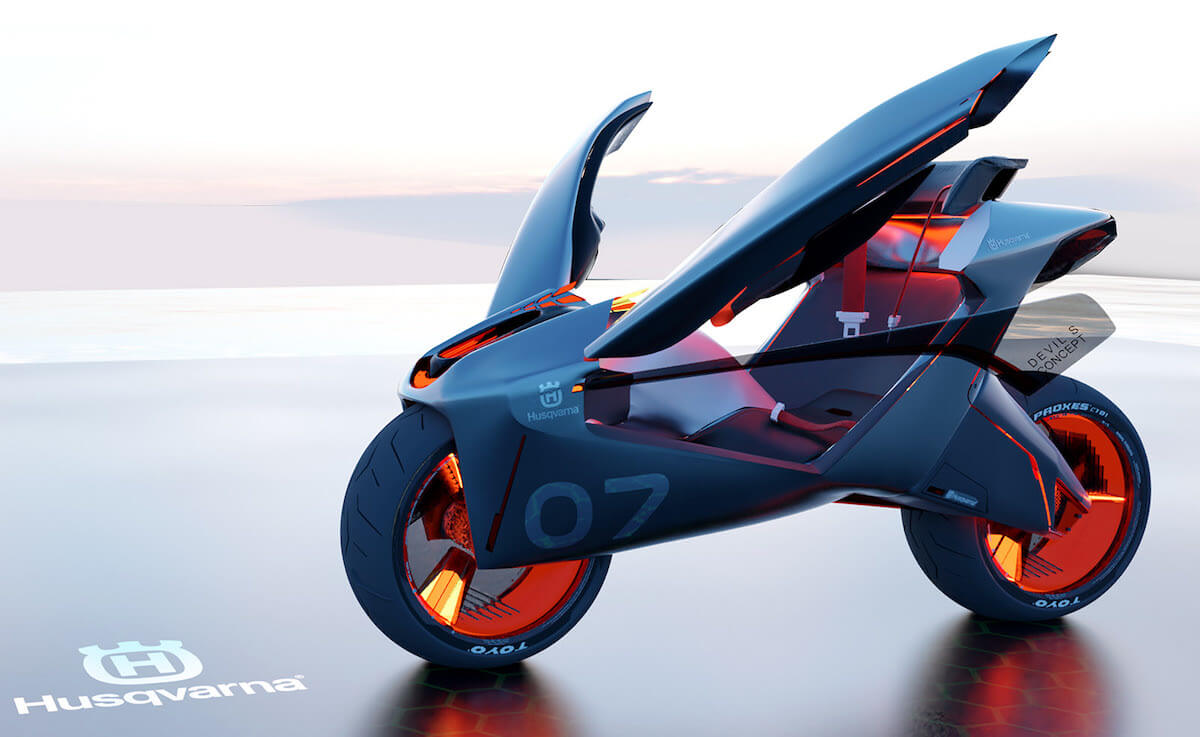 Husqvarna
DEVIL'S
CONCEPT
PROXES
TOYO
Husqvarna
07
TOYO
H
Husqvarna